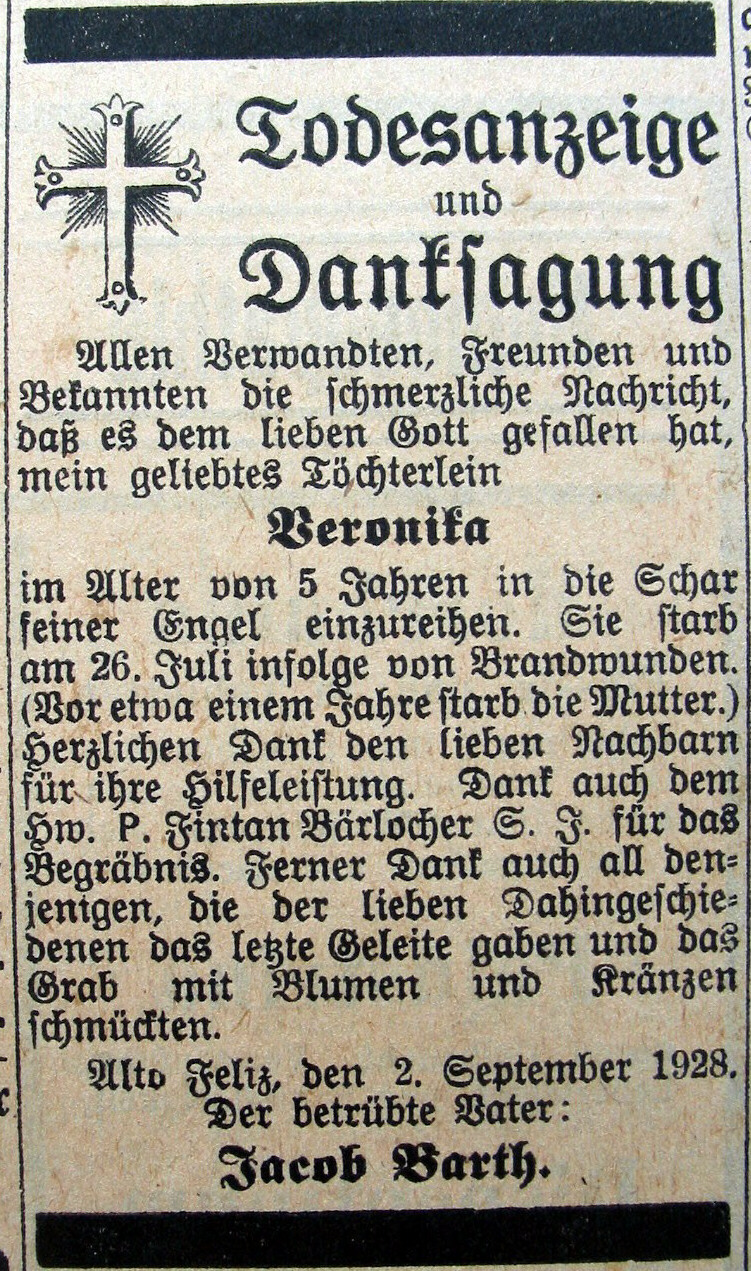 Todesanzeige
und
Dankſagung
Allen Verwandten, Freunden und
Bekannten die ſchmerzliche Nachricht,
daß es dem lieben Gott gefallen hat,
mein geliebtes Töchterlein
Veronika
im Alter von 5 Jahren in die Schar
ſeiner Engel einzureihen. Sie ſtarb
am 26. Juli infolge von Brandwunden.
(Vor etwa einem Jahre ſtarb die Mutter.)
Herzlichen Dank den lieben Nachbarn
für ihre Hilfeleiſtung. Dank auch dem
Hw. P. Fintan Bärlocher S. J. für das
Begräbnis. Ferner Dank auch all den=
jenigen, die der lieben Dahingeſchie=
denen das letzte Geleite gaben und das
Grab mit Blumen und Kränzen
ſchmückten.
Alto Feliz, den 2. September 1928.
Der betrübte Vater:
Jacob Barth.